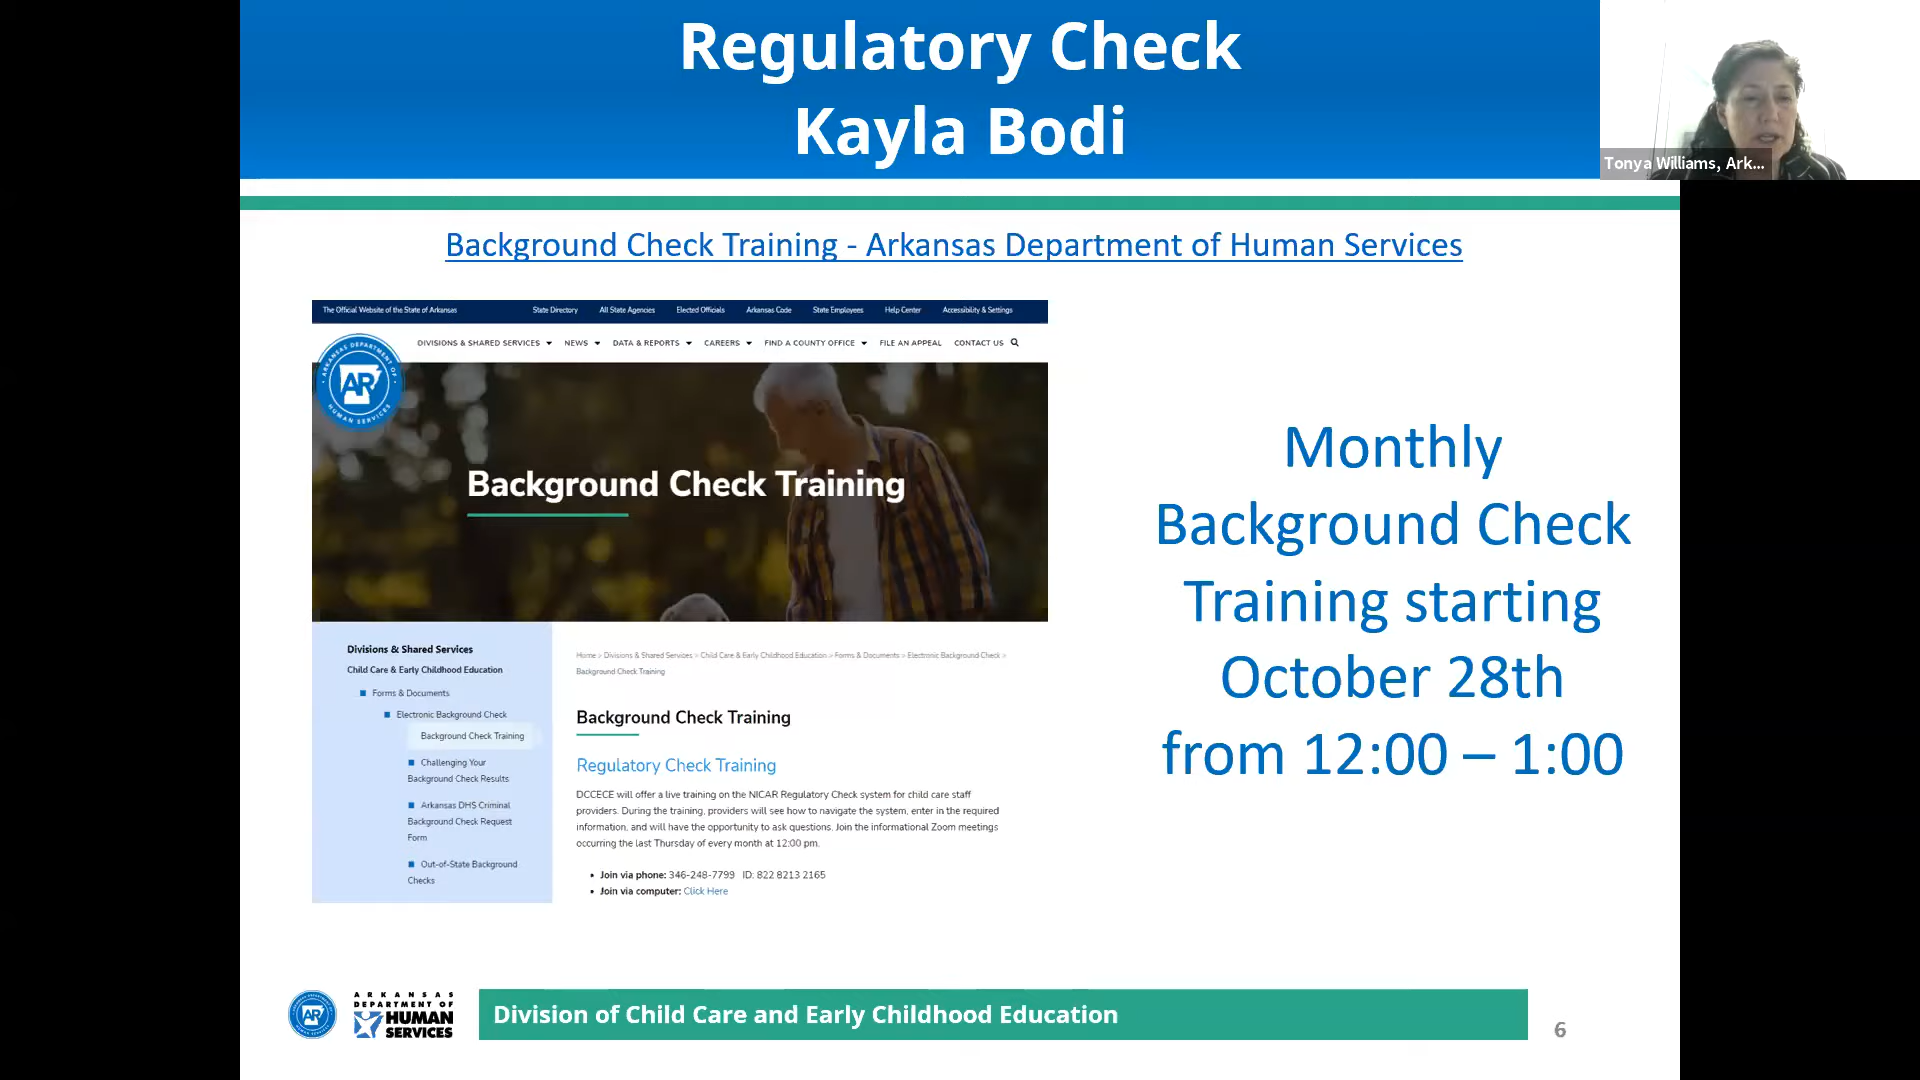 Regulatory Check
Kayla Bodi
Tonya Williams, Ark...
Background Check Training - Arkansas Department of Human Services
The Official Website of the State of Arkansas State Directory All State Agencies Elected Officials Arkansas Code State Employees Help Center Accessibility & Settings
DIVISIONS & SHARED SERVICES NEWS DATA & REPORTS CAREERS FIND A COUNTY OFFICE FILE AN APPEAL CONTACT US
ARKANSAS DEPARTMENT OF
AR
HUMAN SERVICES
Background Check Training
Divisions & Shared Services
Child Care & Early Childhood Education
Forms & Documents
Electronic Background Check
Background Check Training
Challenging Your
Background Check Results
Arkansas DHS Criminal
Background Check Request
Form
Out-of-State Background
Checks
Home > Divisions & Shared Services > Child Care & Early Childhood Education > Forms & Documents > Electronic Background Check >
Background Check Training
Background Check Training
Regulatory Check Training
DCCECE will offer a live training on the NICAR Regulatory Check system for child care staff
providers. During the training, providers will see how to navigate the system, enter in the required
information, and will have the opportunity to ask questions. Join the informational Zoom meetings
occurring the last Thursday of every month at 12:00 pm.
• Join via phone: 346-248-7799 ID: 822 8213 2165
• Join via computer: Click Here
Monthly
Background Check
Training starting
October 28th
from 12:00 – 1:00
AR
ARKANSAS
DEPARTMENT OF
HUMAN
SERVICES
Division of Child Care and Early Childhood Education
6